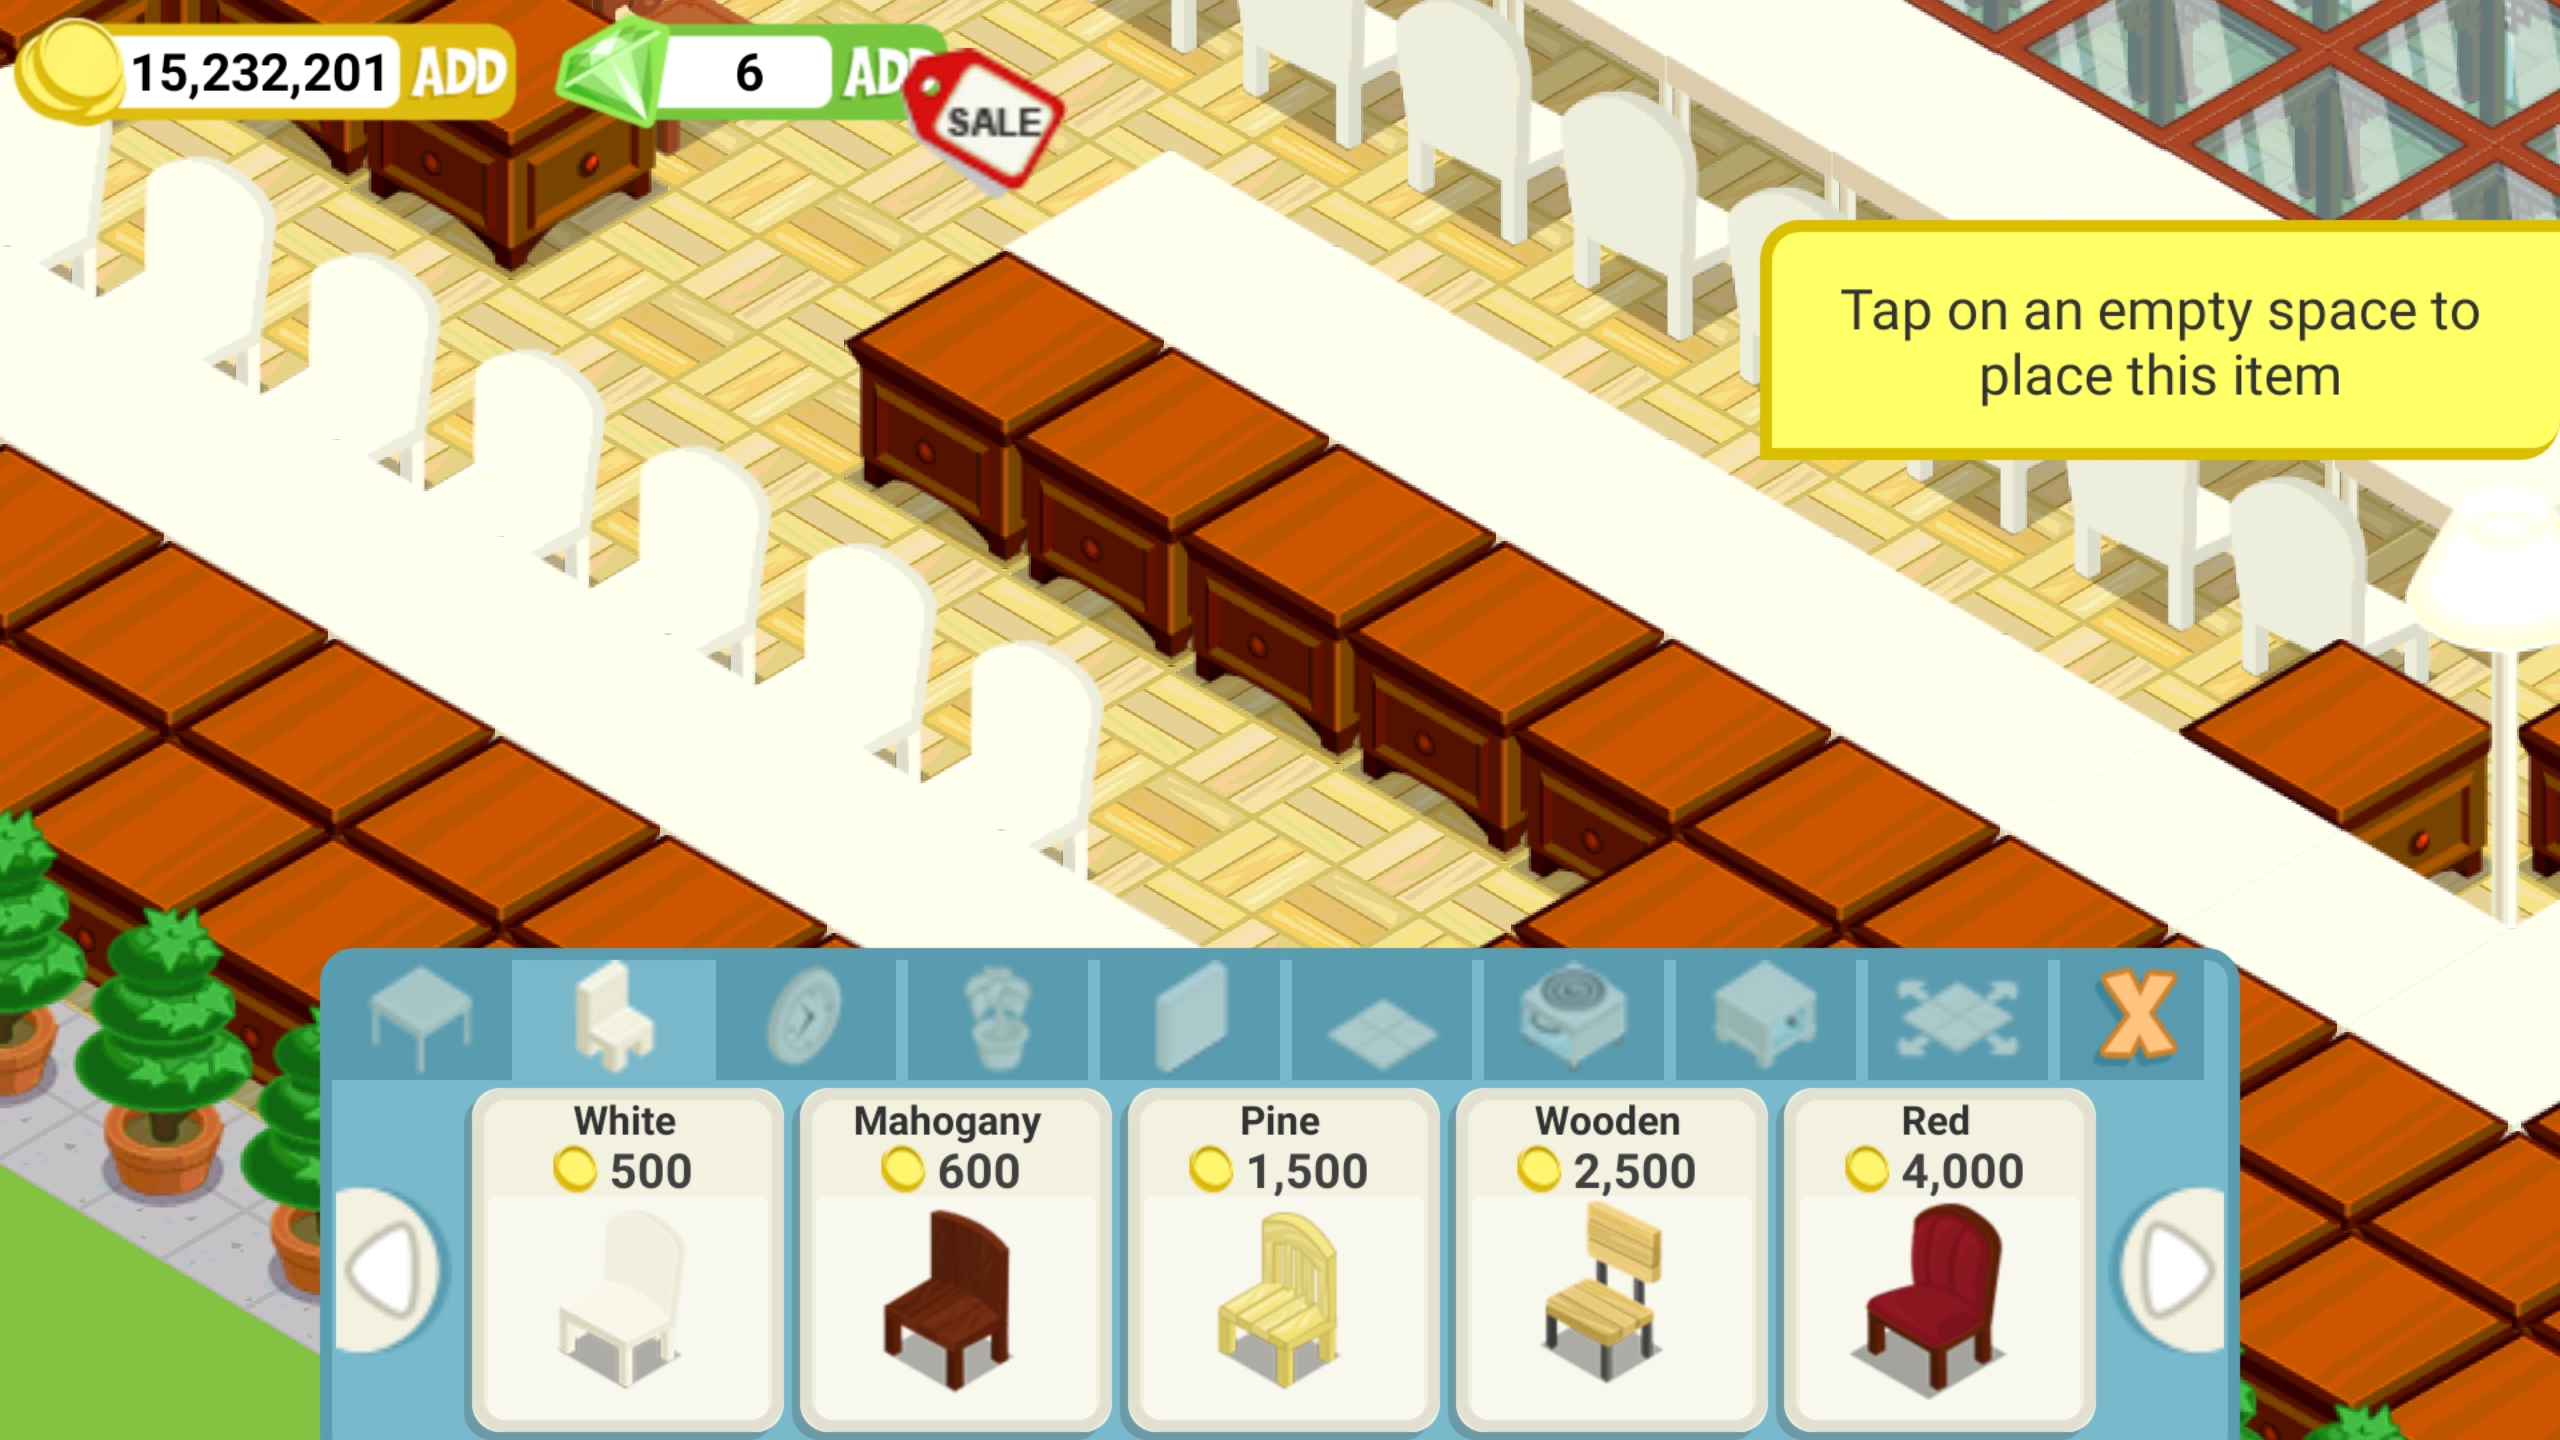 15,232,201 ADD
6 ADD
SALE
Tap on an empty space to
place this item
White
500
Mahogany
600
Pine
1,500
Wooden
2,500
Red
4,000
X